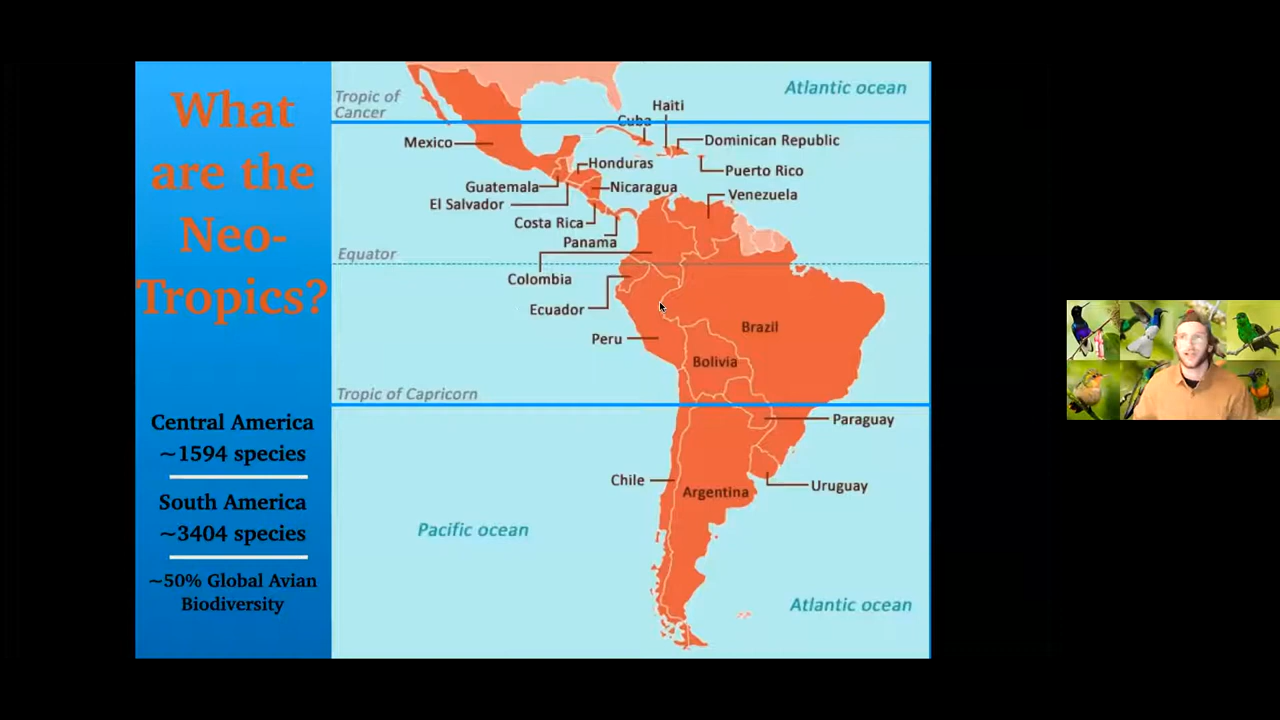 What
are the
Neo-
Tropics?
Central America
~1594 species
South America
~3404 species
~50% Global Avian
Biodiversity
Atlantic ocean
Tropic of
Cancer
Haiti
Cuba
Mexico
Dominican Republic
Honduras
Puerto Rico
Guatemala
Nicaragua
Venezuela
El Salvador
Costa Rica
Panama
Equator
Colombia
Ecuador
Brazil
Peru
Bolivia
Tropic of Capricorn
Paraguay
Chile
Argentina
Uruguay
Pacific ocean
Atlantic ocean